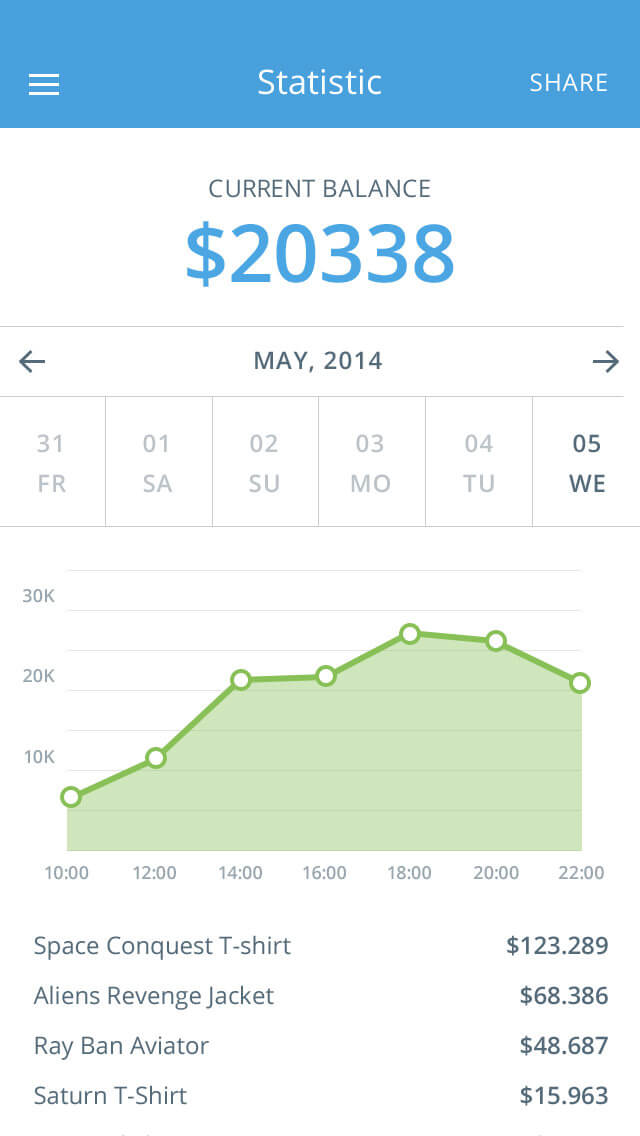 Statistic SHARE
CURRENT BALANCE
$20338
MAY, 2014
31 01 02 03 04 05
FR SA SU MO TU WE
30K
20K
10K
10:00 12:00 14:00 16:00 18:00 20:00 22:00
Space Conquest T-shirt $123.289
Aliens Revenge Jacket $68.386
Ray Ban Aviator $48.687
Saturn T-Shirt $15.963